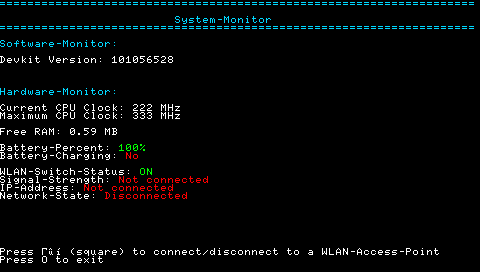 System-Monitor
Software-Monitor:
Devkit Version: 101056528
Hardware-Monitor:
Current CPU Clock: 222 MHz
Maximum CPU Clock: 333 MHz
Free RAM: 0.59 MB
Battery-Percent: 100%
Battery-Charging: No
WLAN-Switch-Status: ON
Signal-Strength: Not connected
IP-Address: Not connected
Network-State: Disconnected
Press (square) to connect/disconnect to a WLAN-Access-Point
Press O to exit